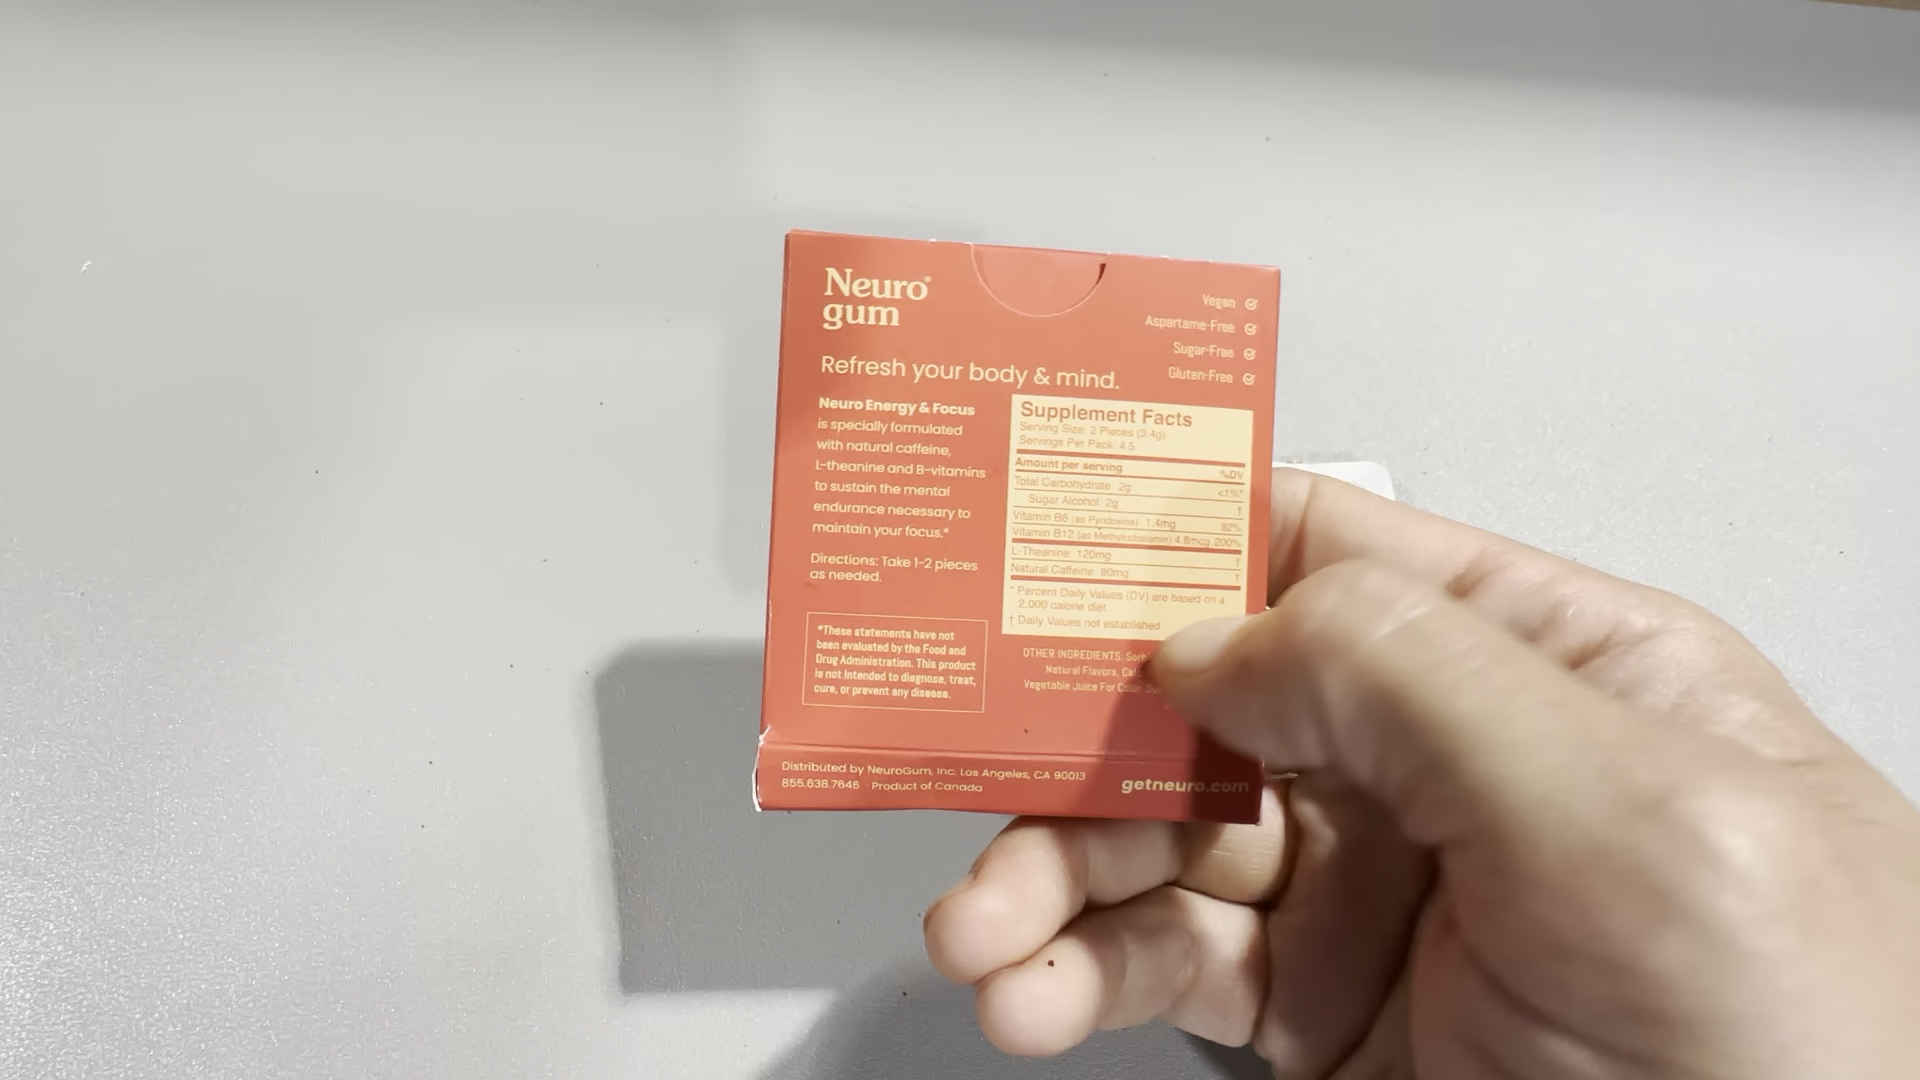 Neuro®
gum
Vegan
Aspartame-Free
Sugar-Free
Gluten-Free
Refresh your body & mind.
Neuro Energy & Focus
is specially formulated
with natural caffeine,
L-theanine and B-vitamins
to sustain the mental
endurance necessary to
maintain your focus.*
Directions: Take 1-2 pieces
as needed.
*These statements have not
been evaluated by the Food and
Drug Administration. This product
is not intended to diagnose, treat,
cure, or prevent any disease.
Supplement Facts
Serving Size: 2 Pieces (3.4g)
Servings Per Pack: 4.5
Amount per serving %DV
Total Carbohydrate 2g <1%*
Sugar Alcohol 2g †
Vitamin B6 (as Pyridoxine) 1.4mg 82%
Vitamin B12 (as Methylcobalamin) 4.8mcg 200%
L-Theanine 120mg †
Natural Caffeine 80mg †
* Percent Daily Values (DV) are based on a
2,000 calorie diet.
† Daily Values not established
OTHER INGREDIENTS:
Natural Flavors,
Vegetable Juice For Color,
Distributed by NeuroGum, Inc. Los Angeles, CA 90013
855.638.7646 · Product of Canada
getneuro.com